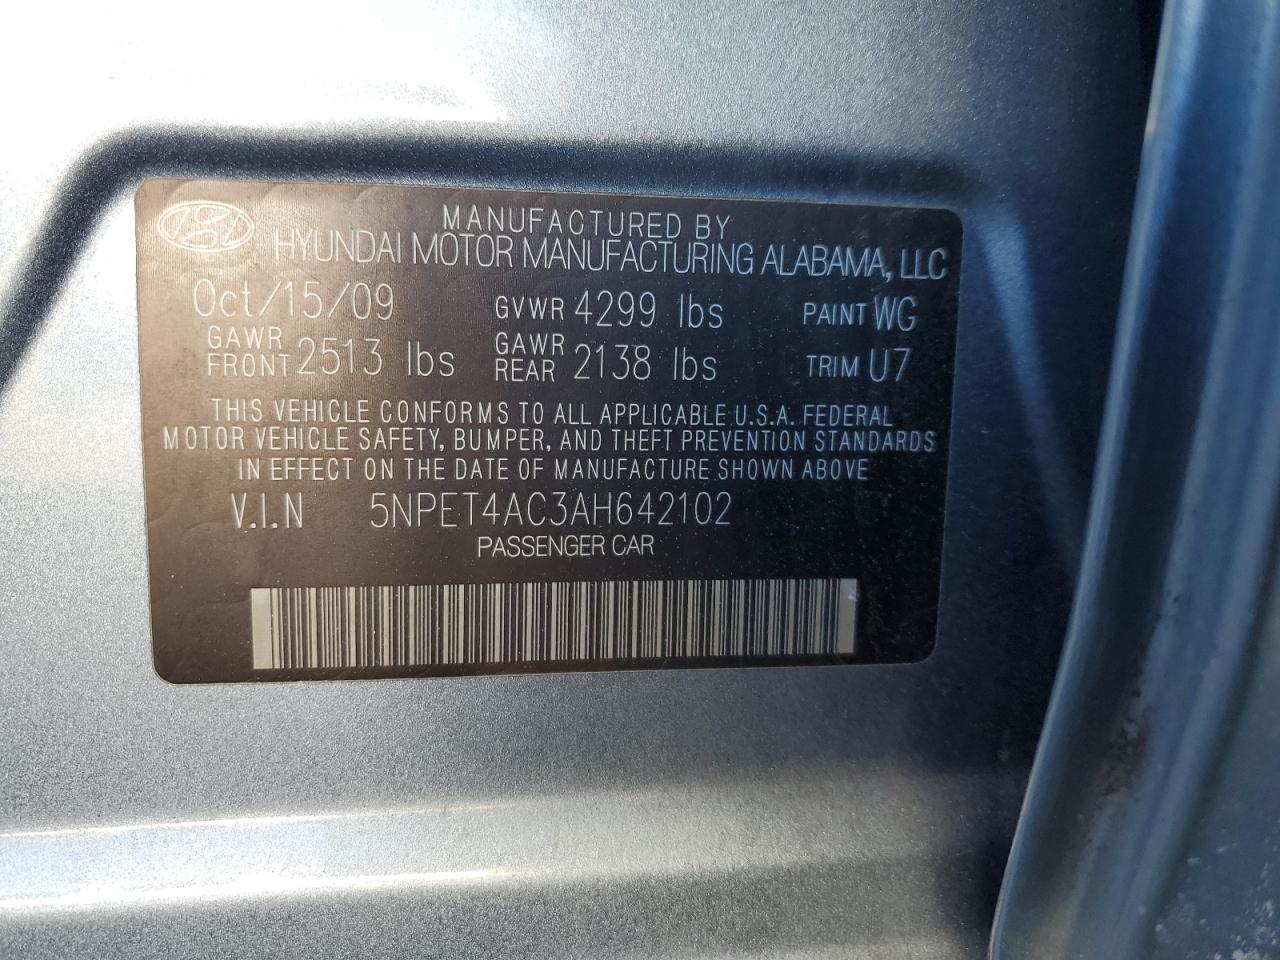 MANUFACTURED BY
HYUNDAI MOTOR MANUFACTURING ALABAMA, LLC
Oct/15/09 GVWR 4299 lbs PAINT WG
GAWR FRONT 2513 lbs GAWR REAR 2138 lbs TRIM U7
THIS VEHICLE CONFORMS TO ALL APPLICABLE U.S.A. FEDERAL
MOTOR VEHICLE SAFETY, BUMPER, AND THEFT PREVENTION STANDARDS
IN EFFECT ON THE DATE OF MANUFACTURE SHOWN ABOVE
V.I.N 5NPET4AC3AH642102
PASSENGER CAR